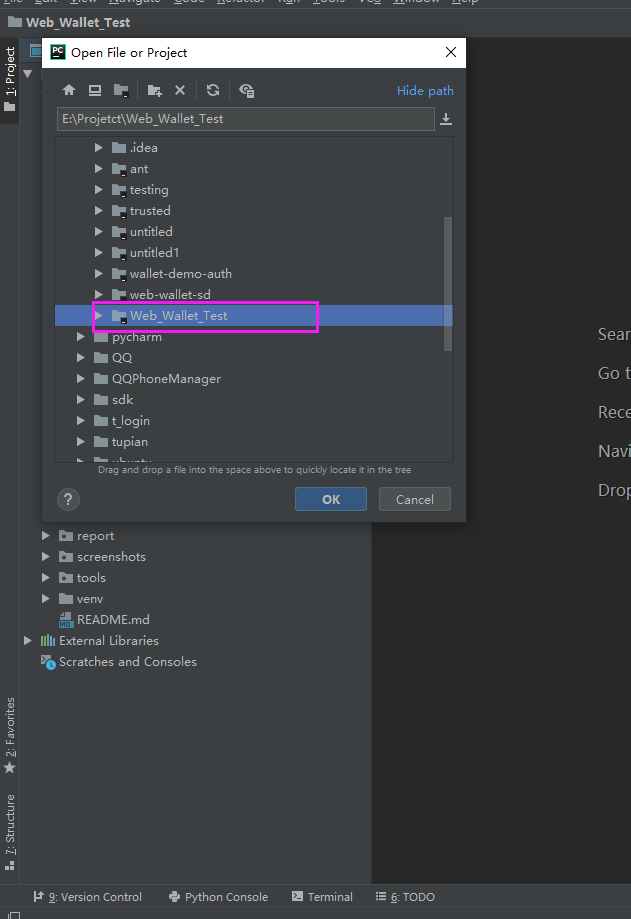 Web_Wallet_Test
1: Project
Open File or Project
Hide path
E:\Projetct\Web_Wallet_Test
.idea
ant
testing
trusted
untitled
untitled1
wallet-demo-auth
web-wallet-sd
Web_Wallet_Test
pycharm
QQ
QQPhoneManager
sdk
t_login
tupian
Drag and drop a file into the space above to quickly locate it in the tree
?
OK
Cancel
Sear
Go t
Rece
Navi
Drop
report
screenshots
tools
venv
README.md
External Libraries
Scratches and Consoles
2: Favorites
7: Structure
9: Version Control
Python Console
Terminal
6: TODO